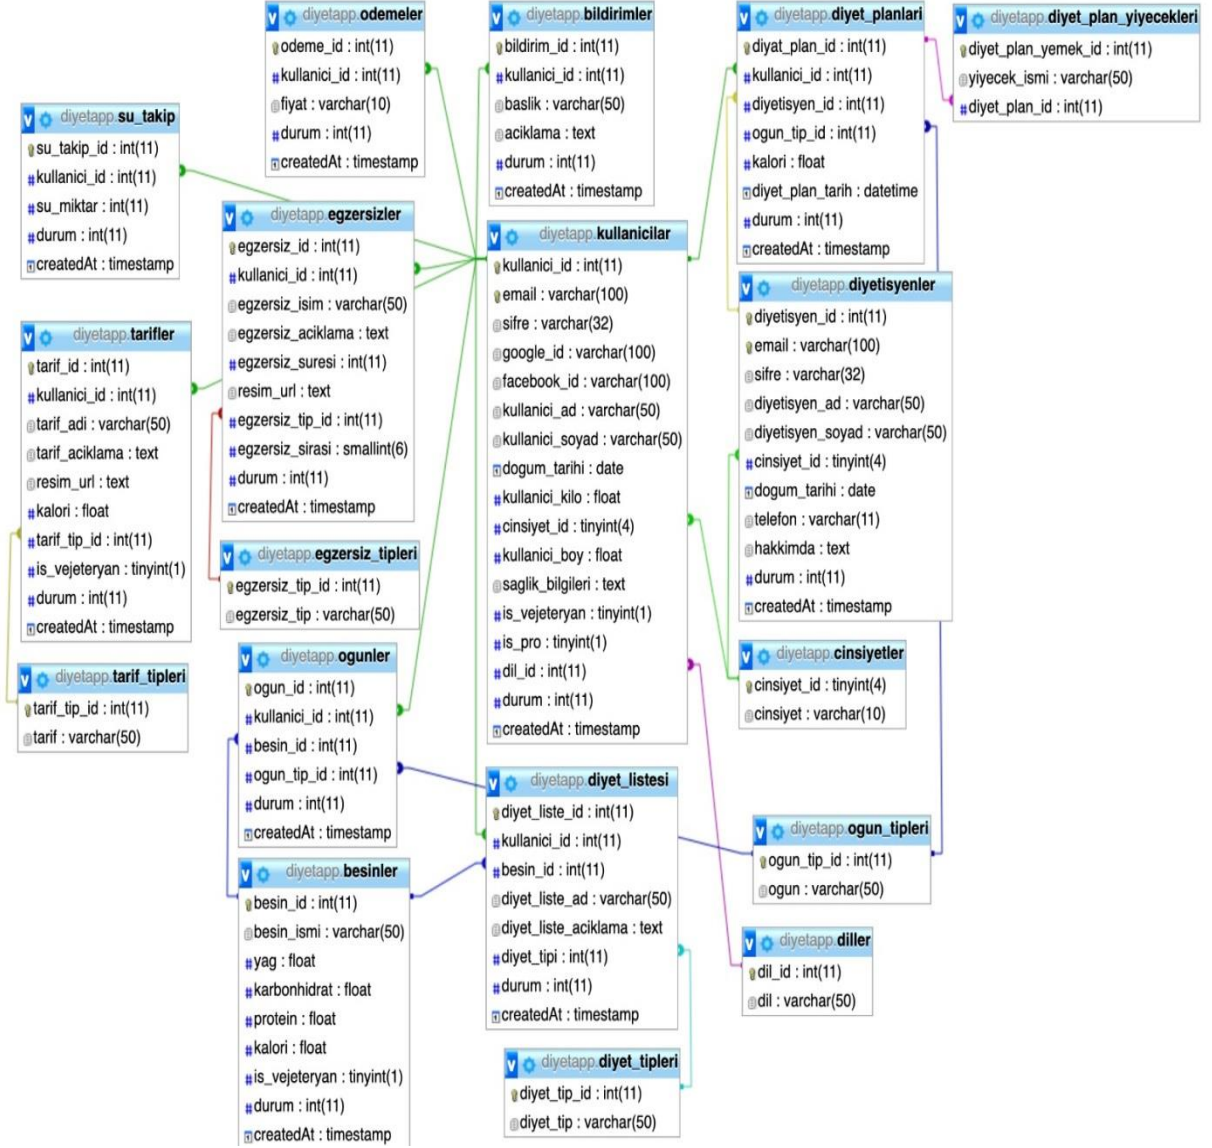 diyetapp.odemeler
odeme_id : int(11)
kullanici_id : int(11)
fiyat : varchar(10)
durum : int(11)
createdAt : timestamp
diyetapp.bildirimler
bildirim_id : int(11)
kullanici_id : int(11)
baslik : varchar(50)
aciklama : text
durum : int(11)
createdAt : timestamp
diyetapp.diyet_planlari
diyat_plan_id : int(11)
kullanici_id : int(11)
diyetisyen_id : int(11)
ogun_tip_id : int(11)
kalori : float
diyet_plan_tarih : datetime
durum : int(11)
createdAt : timestamp
diyetapp.diyet_plan_yiyecekleri
diyet_plan_yemek_id : int(11)
yiyecek_ismi : varchar(50)
diyet_plan_id : int(11)
diyetapp.su_takip
su_takip_id : int(11)
kullanici_id : int(11)
su_miktar : int(11)
durum : int(11)
createdAt : timestamp
diyetapp.egzersizler
egzersiz_id : int(11)
kullanici_id : int(11)
egzersiz_isim : varchar(50)
egzersiz_aciklama : text
egzersiz_suresi : int(11)
resim_url : text
egzersiz_tip_id : int(11)
egzersiz_sirasi : smallint(6)
durum : int(11)
createdAt : timestamp
diyetapp.kullanicilar
kullanici_id : int(11)
email : varchar(100)
sifre : varchar(32)
google_id : varchar(100)
facebook_id : varchar(100)
kullanici_ad : varchar(50)
kullanici_soyad : varchar(50)
dogum_tarihi : date
kullanici_kilo : float
cinsiyet_id : tinyint(4)
kullanici_boy : float
saglik_bilgileri : text
is_vejeteryan : tinyint(1)
is_pro : tinyint(1)
dil_id : int(11)
durum : int(11)
createdAt : timestamp
diyetapp.diyetisyenler
diyetisyen_id : int(11)
email : varchar(100)
sifre : varchar(32)
diyetisyen_ad : varchar(50)
diyetisyen_soyad : varchar(50)
cinsiyet_id : tinyint(4)
dogum_tarihi : date
telefon : varchar(11)
hakkimda : text
durum : int(11)
createdAt : timestamp
diyetapp.tarifler
tarif_id : int(11)
kullanici_id : int(11)
tarif_adi : varchar(50)
tarif_aciklama : text
resim_url : text
kalori : float
tarif_tip_id : int(11)
is_vejeteryan : tinyint(1)
durum : int(11)
createdAt : timestamp
diyetapp.egzersiz_tipleri
egzersiz_tip_id : int(11)
egzersiz_tip : varchar(50)
diyetapp.tarif_tipleri
tarif_tip_id : int(11)
tarif : varchar(50)
diyetapp.ogunler
ogun_id : int(11)
kullanici_id : int(11)
besin_id : int(11)
ogun_tip_id : int(11)
durum : int(11)
createdAt : timestamp
diyetapp.cinsiyetler
cinsiyet_id : tinyint(4)
cinsiyet : varchar(10)
diyetapp.diyet_listesi
diyet_liste_id : int(11)
kullanici_id : int(11)
besin_id : int(11)
diyet_liste_ad : varchar(50)
diyet_liste_aciklama : text
diyet_tipi : int(11)
durum : int(11)
createdAt : timestamp
diyetapp.ogun_tipleri
ogun_tip_id : int(11)
ogun : varchar(50)
diyetapp.besinler
besin_id : int(11)
besin_ismi : varchar(50)
yag : float
karbonhidrat : float
protein : float
kalori : float
is_vejeteryan : tinyint(1)
durum : int(11)
createdAt : timestamp
diyetapp.diller
dil_id : int(11)
dil : varchar(50)
diyetapp.diyet_tipleri
diyet_tip_id : int(11)
diyet_tip : varchar(50)